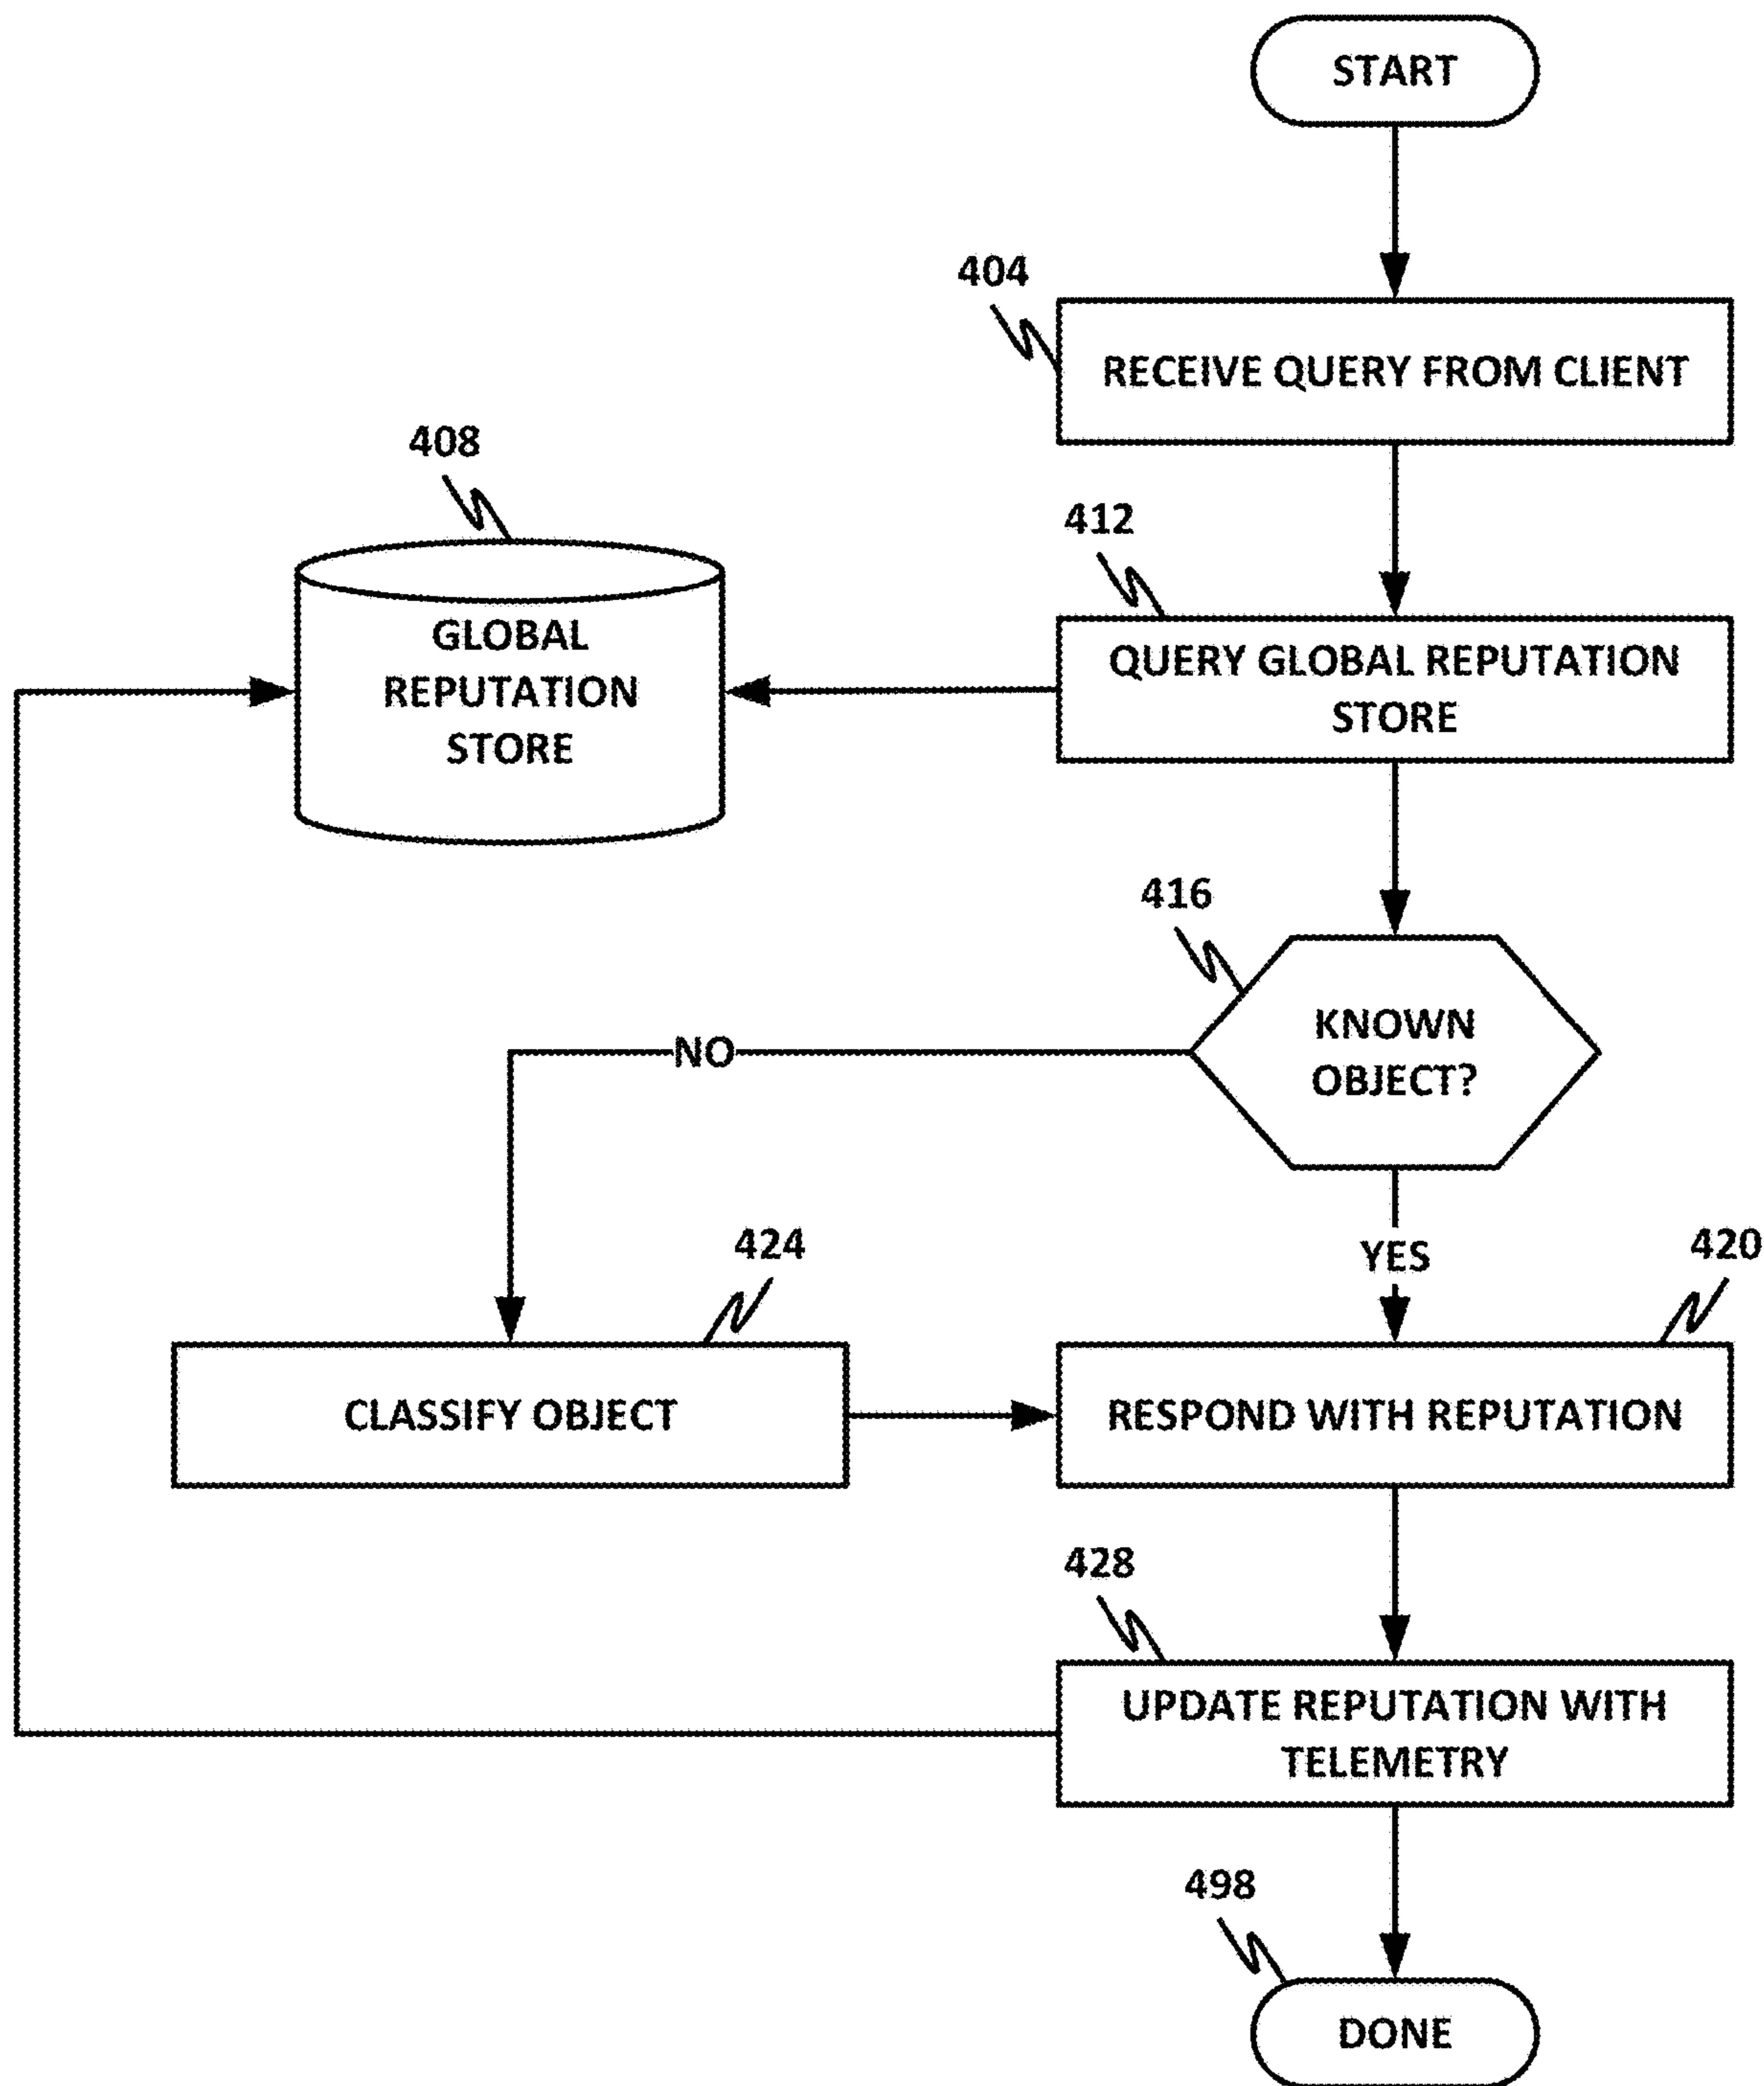 START
404
RECEIVE QUERY FROM CLIENT
408
412
GLOBAL
REPUTATION
STORE
QUERY GLOBAL REPUTATION
STORE
416
KNOWN
OBJECT?
NO
YES
424
420
CLASSIFY OBJECT
RESPOND WITH REPUTATION
428
UPDATE REPUTATION WITH
TELEMETRY
498
DONE